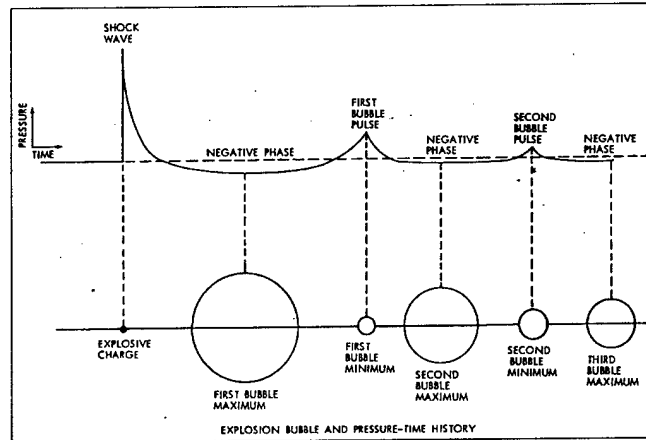 SHOCK
WAVE
PRESSURE
TIME
NEGATIVE PHASE
FIRST
BUBBLE
PULSE
NEGATIVE
PHASE
SECOND
BUBBLE
PULSE
NEGATIVE
PHASE
EXPLOSIVE
CHARGE
FIRST BUBBLE
MAXIMUM
FIRST
BUBBLE
MINIMUM
SECOND
BUBBLE
MAXIMUM
SECOND
BUBBLE
MINIMUM
THIRD
BUBBLE
MAXIMUM
EXPLOSION BUBBLE AND PRESSURE-TIME HISTORY